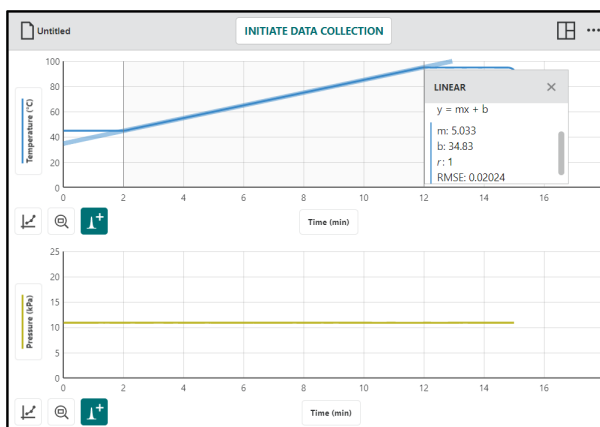 Untitled
INITIATE DATA COLLECTION
Temperature (°C)
100
80
60
40
20
0
0 2 4 6 8 10 12 14 16
LINEAR
y = mx + b
m: 5.033
b: 34.83
r: 1
RMSE: 0.02024
Time (min)
Pressure (kPa)
25
20
15
10
5
0
0 2 4 6 8 10 12 14 16
Time (min)